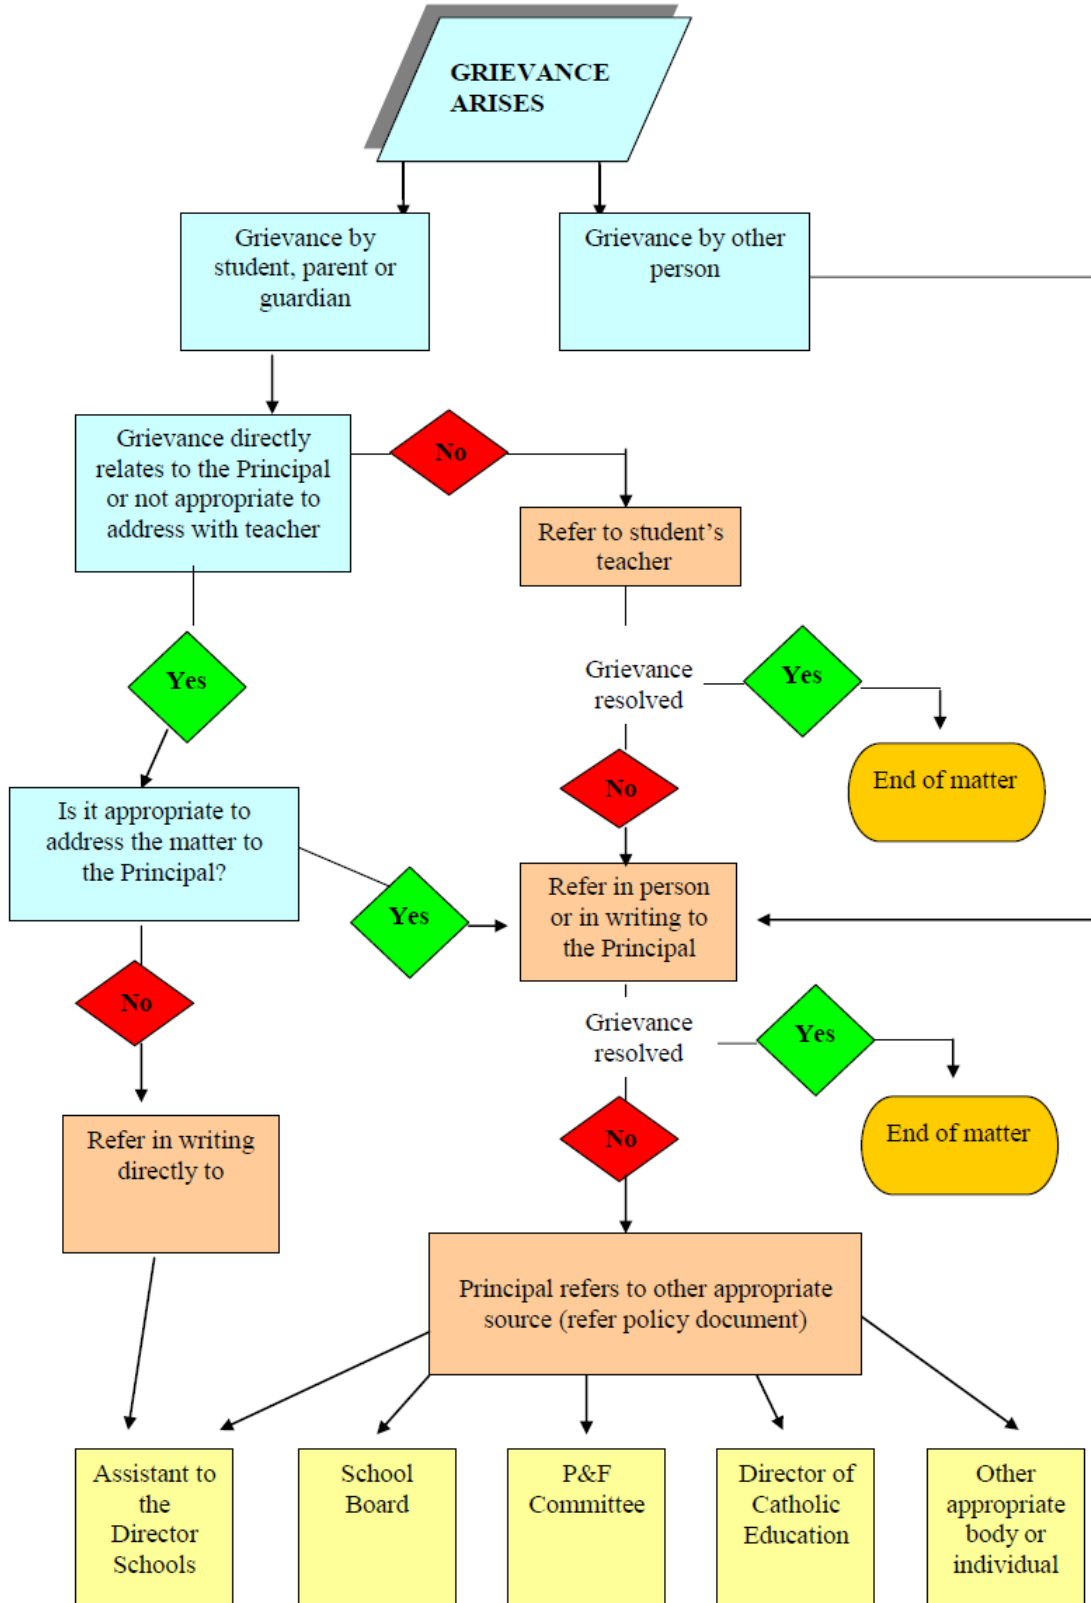 GRIEVANCE
ARISES
Grievance by
student, parent or
guardian
Grievance by other
person
Grievance directly
relates to the Principal
or not appropriate to
address with teacher
No
Refer to student’s
teacher
Yes
Grievance
resolved
Yes
End of matter
No
Is it appropriate to
address the matter to
the Principal?
Yes
Refer in person
or in writing to
the Principal
No
Grievance
resolved
Yes
End of matter
No
Refer in writing
directly to
Principal refers to other appropriate
source (refer policy document)
Assistant to
the
Director
Schools
School
Board
P&F
Committee
Director of
Catholic
Education
Other
appropriate
body or
individual